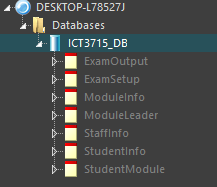 DESKTOP-L78527J
Databases
ICT3715_DB
ExamOutput
ExamSetup
ModuleInfo
ModuleLeader
StaffInfo
StudentInfo
StudentModule